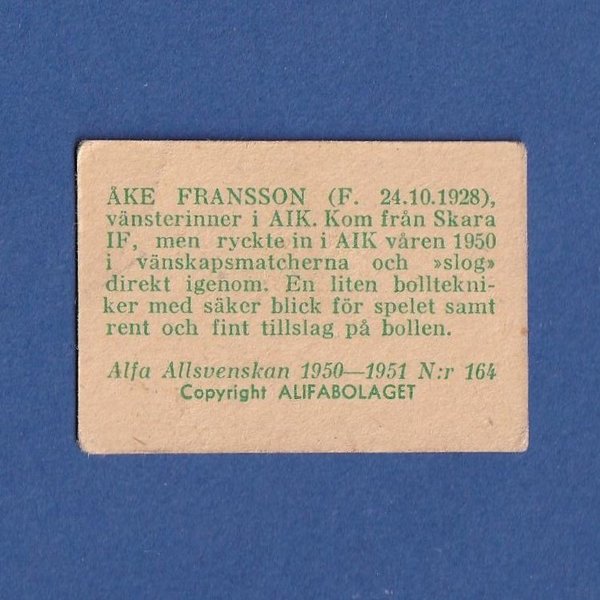 ÅKE FRANSSON (F. 24.10.1928),
vänsterinner i AIK. Kom från Skara
IF, men ryckte in i AIK våren 1950
i vänskapsmatcherna och »slog»
direkt igenom. En liten bolltekni-
ker med säker blick för spelet samt
rent och fint tillslag på bollen.
Alfa Allsvenskan 1950—1951 N:r 164
Copyright ALIFABOLAGET